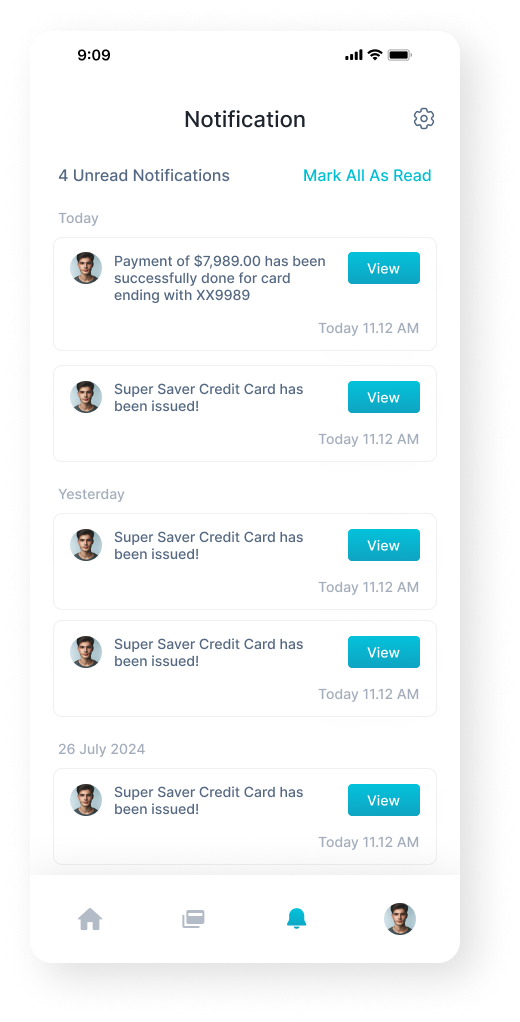 9:09
Notification
4 Unread Notifications
Mark All As Read
Today
Payment of $7,989.00 has been
successfully done for card
ending with XX9989
View
Today 11.12 AM
Super Saver Credit Card has
been issued!
View
Today 11.12 AM
Yesterday
Super Saver Credit Card has
been issued!
View
Today 11.12 AM
Super Saver Credit Card has
been issued!
View
Today 11.12 AM
26 July 2024
Super Saver Credit Card has
been issued!
View
Today 11.12 AM